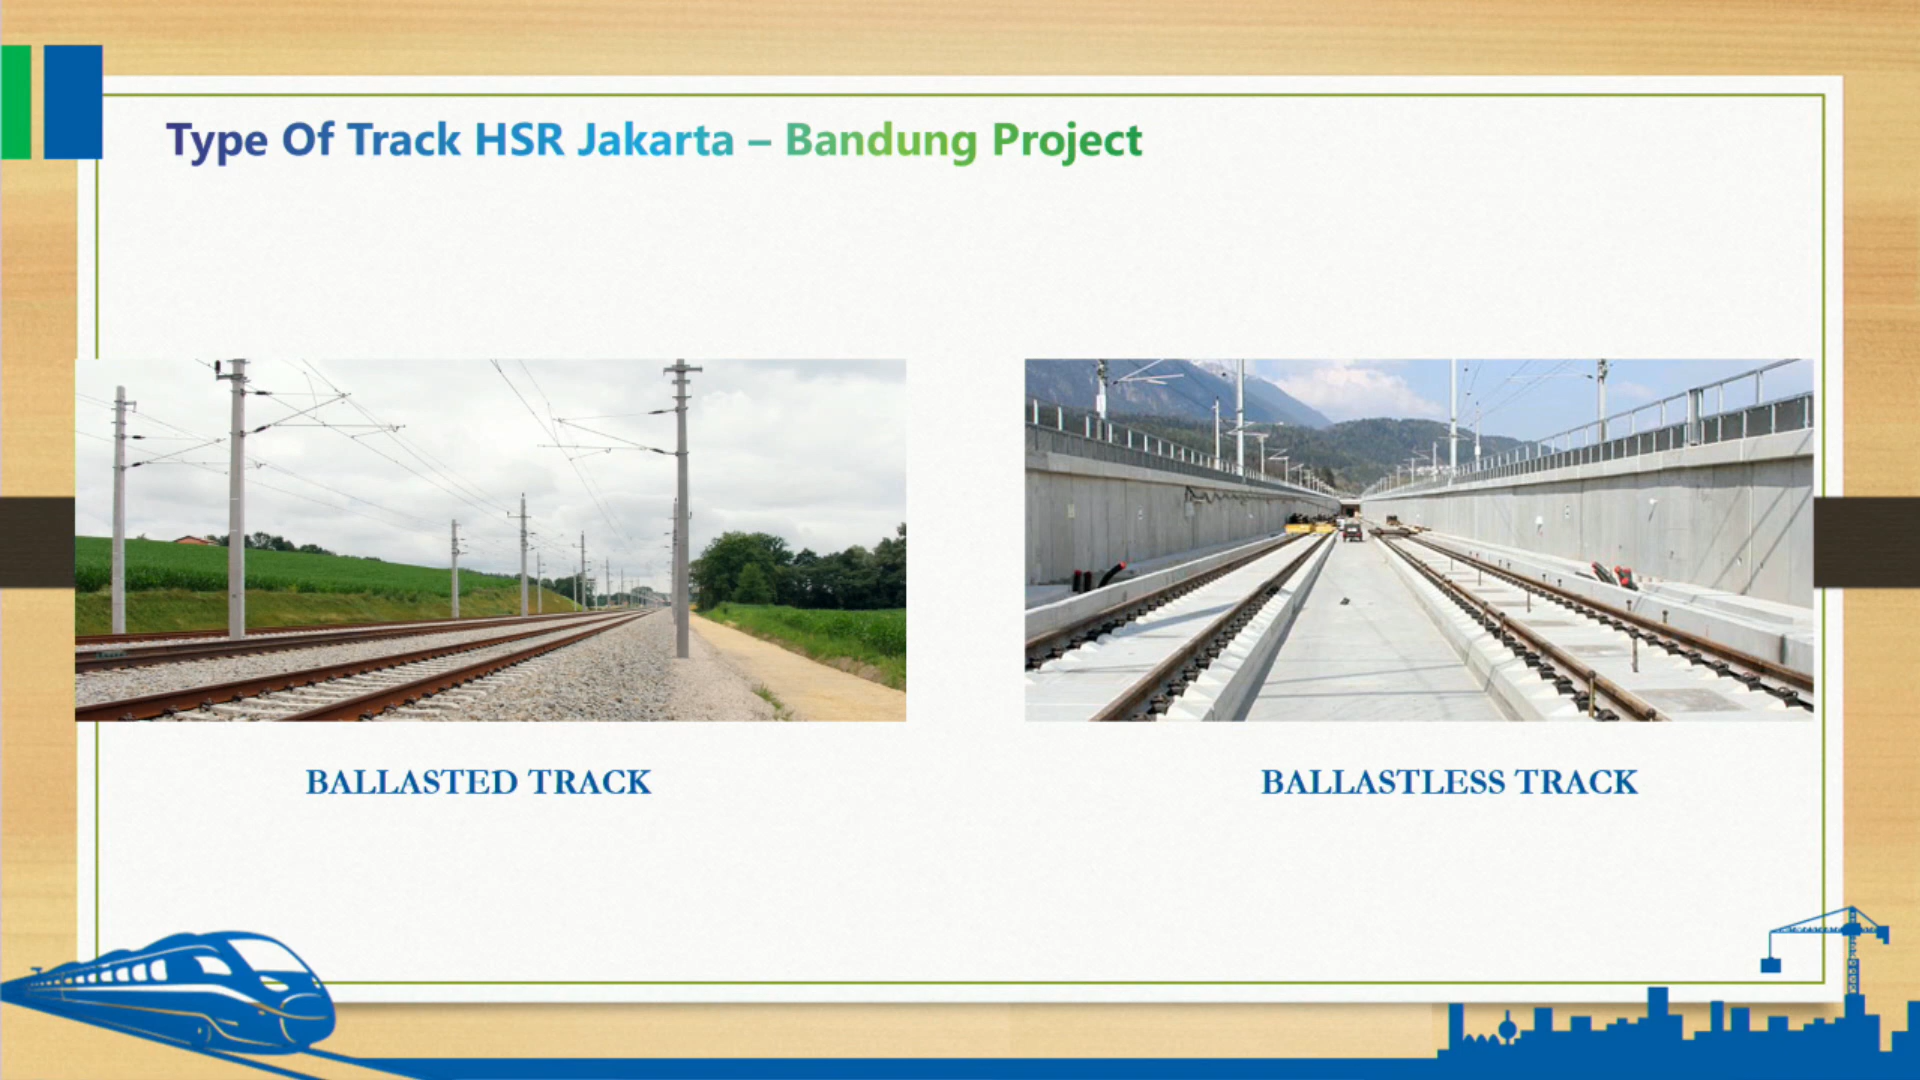 Type Of Track HSR Jakarta – Bandung Project
BALLASTED TRACK
BALLASTLESS TRACK